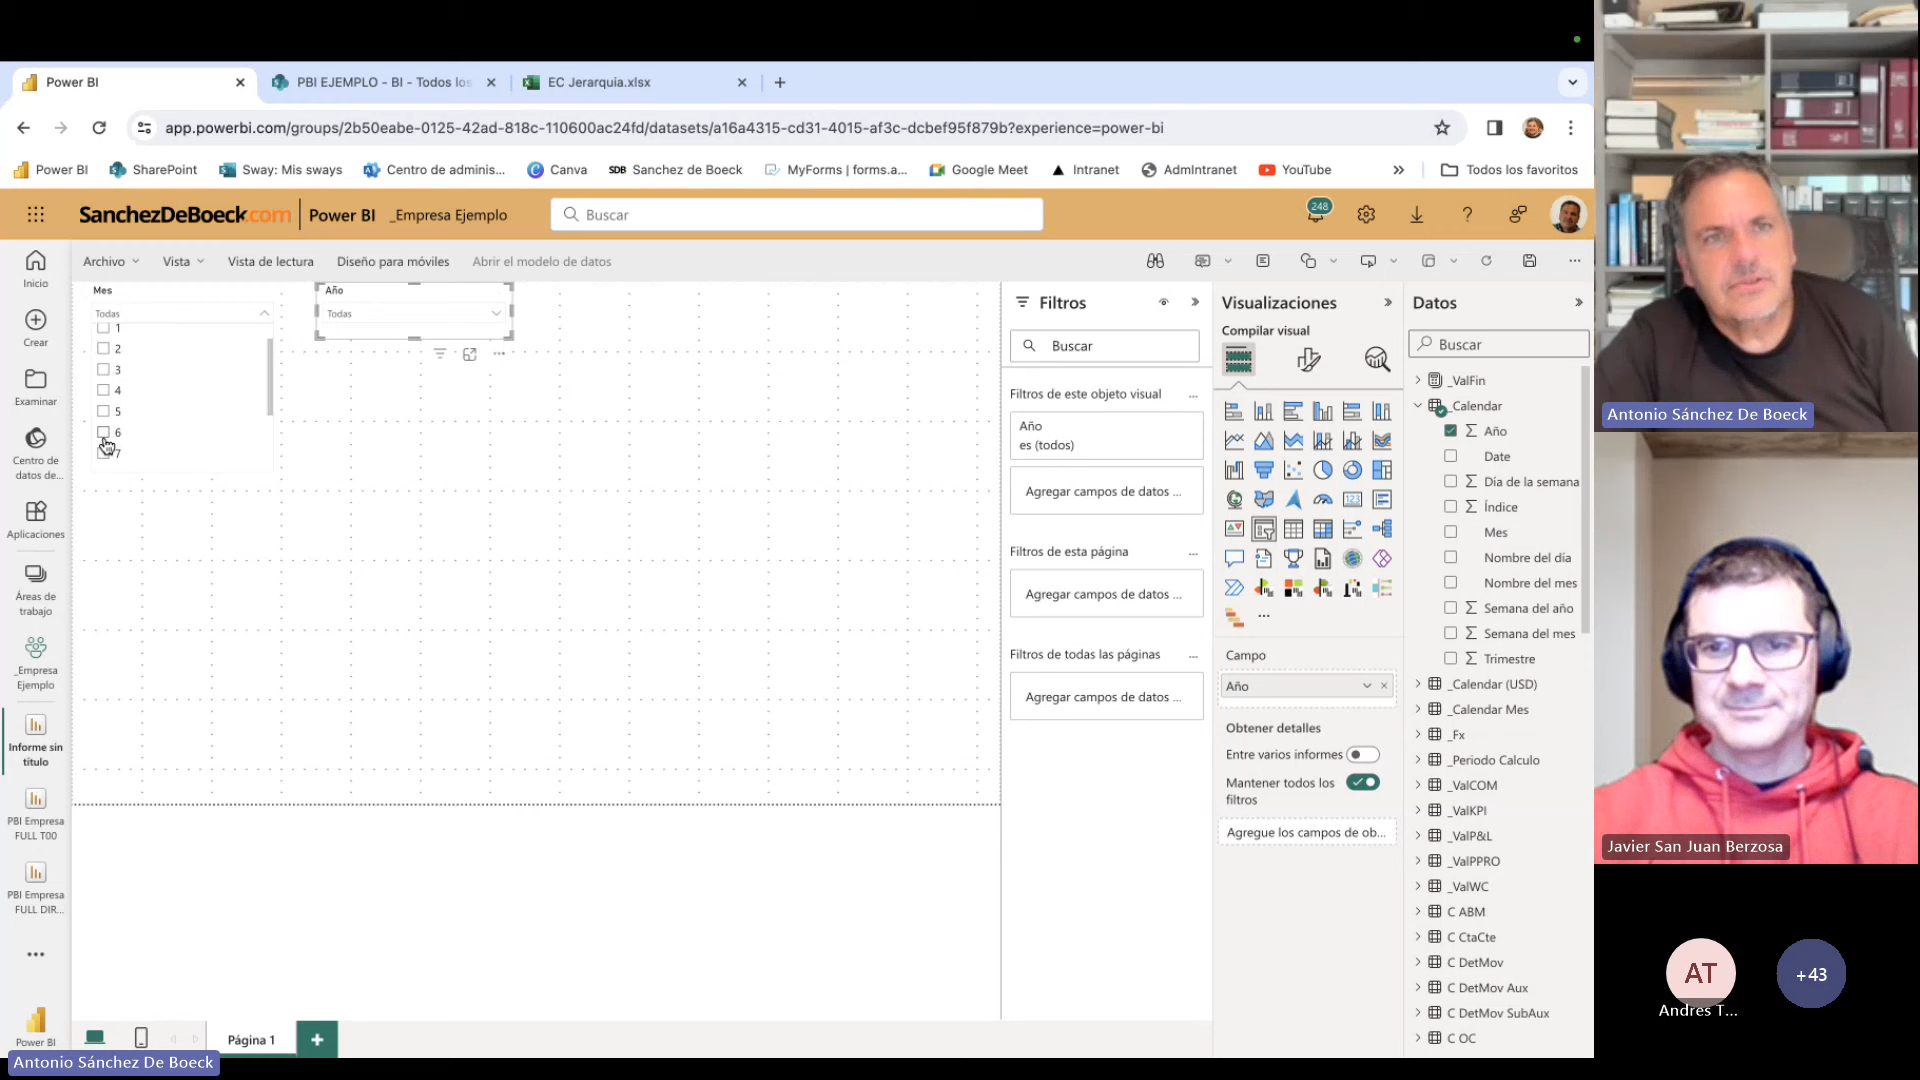 Power BI
PBI EJEMPLO - BI - Todos los
EC Jerarquia.xlsx
app.powerbi.com/groups/2b50eabe-0125-42ad-818c-110600ac24fd/datasets/a16a4315-cd31-4015-af3c-dcbef95f879b?experience=power-bi
Power BI
SharePoint
Sway: Mis sways
Centro de adminis...
Canva
SDB Sanchez de Boeck
MyForms | forms.a...
Google Meet
Intranet
AdmIntranet
YouTube
Todos los favoritos
SanchezDeBoeck.com
Power BI
_Empresa Ejemplo
Buscar
248
Archivo
Vista
Vista de lectura
Diseño para móviles
Abrir el modelo de datos
Inicio
Crear
Examinar
Centro de
datos de...
Aplicaciones
Áreas de
trabajo
_Empresa
Ejemplo
Informe sin
título
PBI Empresa
FULL T00
PBI Empresa
FULL DIR...
Power BI
Mes
Todas
1
2
3
4
5
6
7
Año
Todas
Filtros
Buscar
Filtros de este objeto visual
Año
es (todos)
Agregar campos de datos ...
Filtros de esta página
Agregar campos de datos ...
Filtros de todas las páginas
Agregar campos de datos ...
Visualizaciones
Compilar visual
123
Campo
Año
Obtener detalles
Entre varios informes
Mantener todos los
filtros
Agregue los campos de ob...
Datos
Buscar
_ValFin
_Calendar
Año
Date
Día de la semana
Índice
Mes
Nombre del día
Nombre del mes
Semana del año
Semana del mes
Trimestre
_Calendar (USD)
_Calendar Mes
_Fx
_Periodo Calculo
_ValCOM
_ValKPI
_ValP&L
_ValPPRO
_ValWC
C ABM
C CtaCte
C DetMov
C DetMov Aux
C DetMov SubAux
C OC
Página 1
Antonio Sánchez De Boeck
Antonio Sánchez De Boeck
Javier San Juan Berzosa
AT
+43
Andres T...